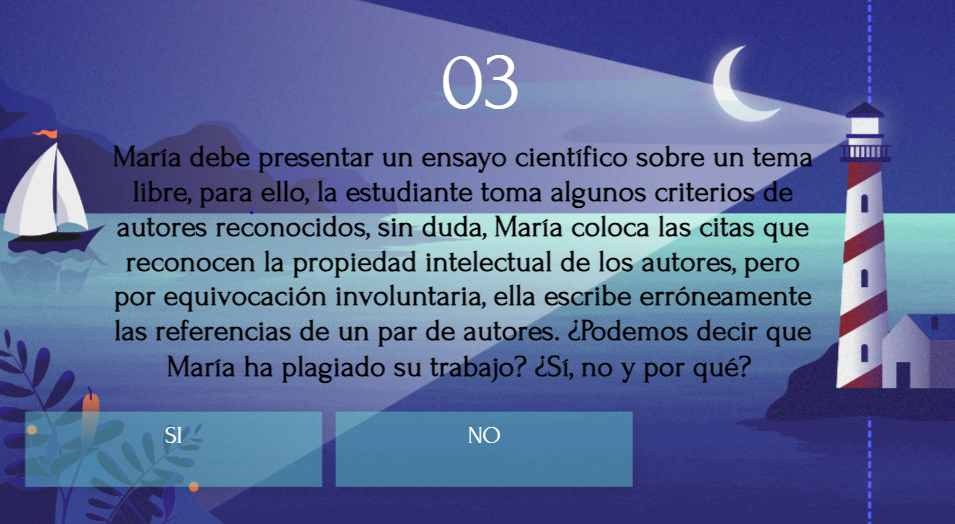 03
María debe presentar un ensayo científico sobre un tema
libre, para ello, la estudiante toma algunos criterios de
autores reconocidos, sin duda, María coloca las citas que
reconocen la propiedad intelectual de los autores, pero
por equivocación involuntaria, ella escribe erróneamente
las referencias de un par de autores. ¿Podemos decir que
María ha plagiado su trabajo? ¿Sí, no y por qué?
SI
NO